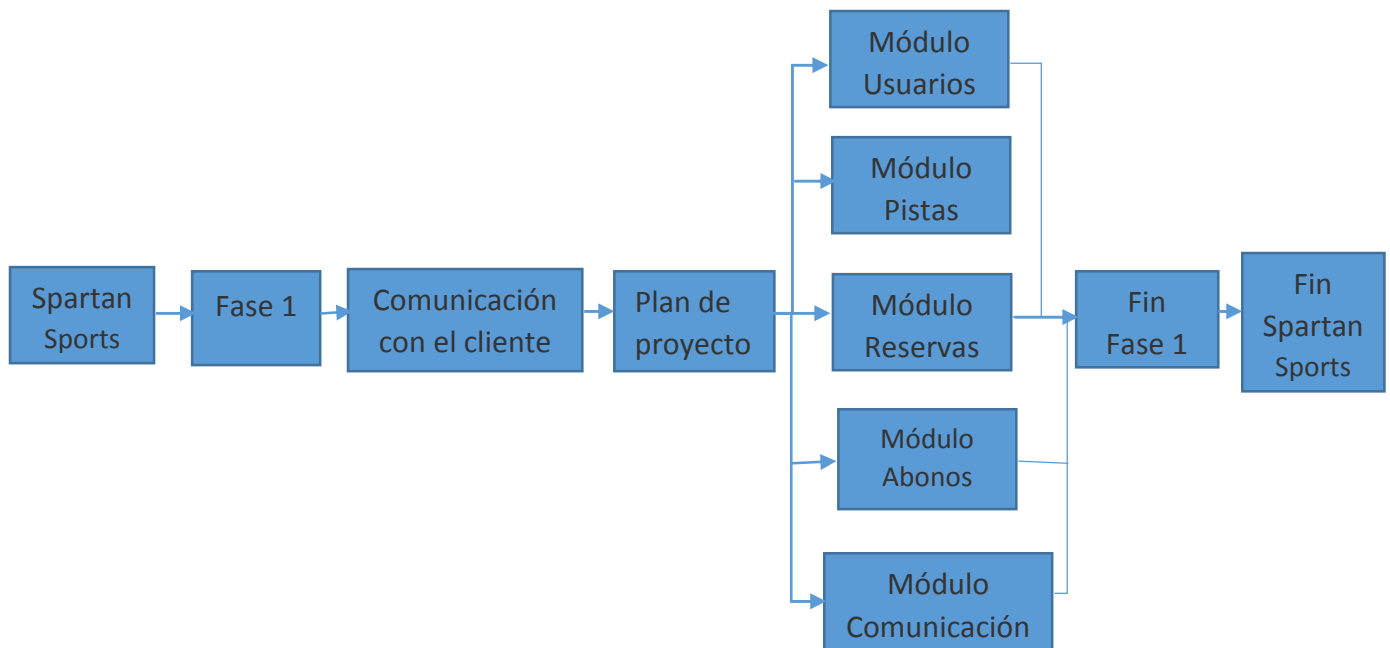 Spartan
Sports
Fase 1
Comunicación
con el cliente
Plan de
proyecto
Módulo
Usuarios
Módulo
Pistas
Módulo
Reservas
Módulo
Abonos
Módulo
Comunicación
Fin
Fase 1
Fin
Spartan
Sports